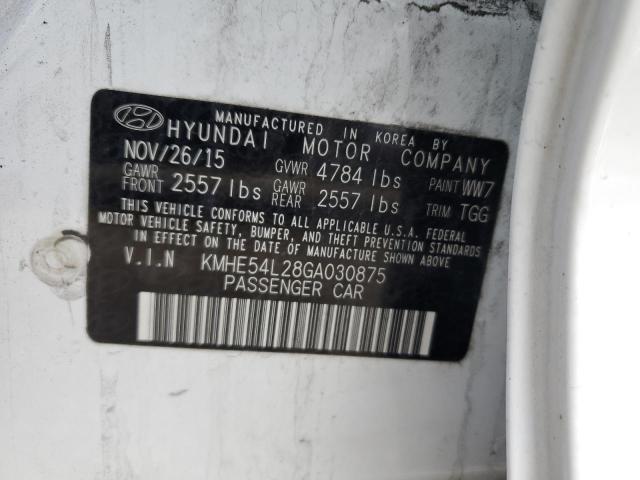 MANUFACTURED IN KOREA BY
HYUNDAI MOTOR COMPANY
NOV/26/15 GVWR 4784 lbs PAINT WW7
GAWR FRONT 2557 lbs GAWR REAR 2557 lbs TRIM TGG
THIS VEHICLE CONFORMS TO ALL APPLICABLE U.S.A. FEDERAL
MOTOR VEHICLE SAFETY, BUMPER, AND THEFT PREVENTION STANDARDS
IN EFFECT ON THE DATE OF MANUFACTURE SHOWN ABOVE.
V.I.N KMHE54L28GA030875
PASSENGER CAR